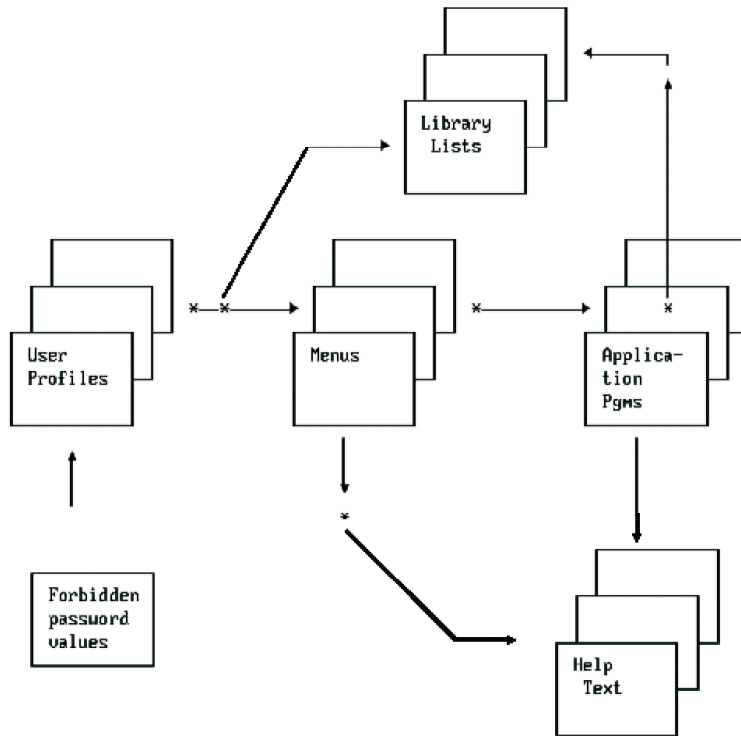 Library
Lists
*
*
*
*
User
Profiles
Menus
Applica-
tion
Pgms
*
Forbidden
password
values
Help
Text